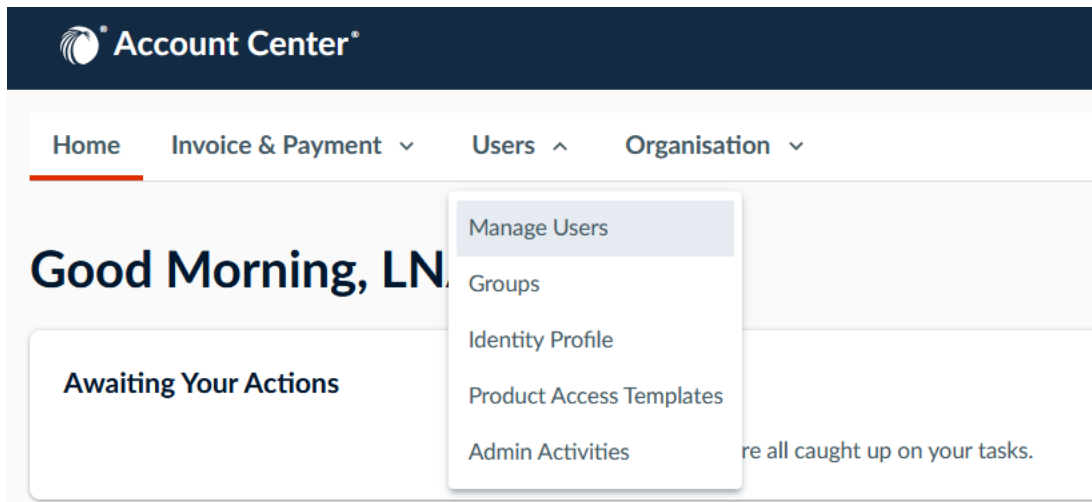 Account Center®
Home Invoice & Payment Users Organisation
Manage Users
Good Morning, LN
Groups
Identity Profile
Awaiting Your Actions
Product Access Templates
Admin Activities
re all caught up on your tasks.